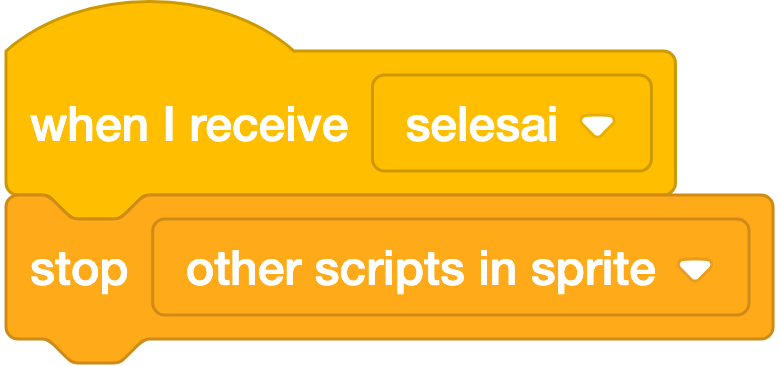 when I receive selesai
stop other scripts in sprite